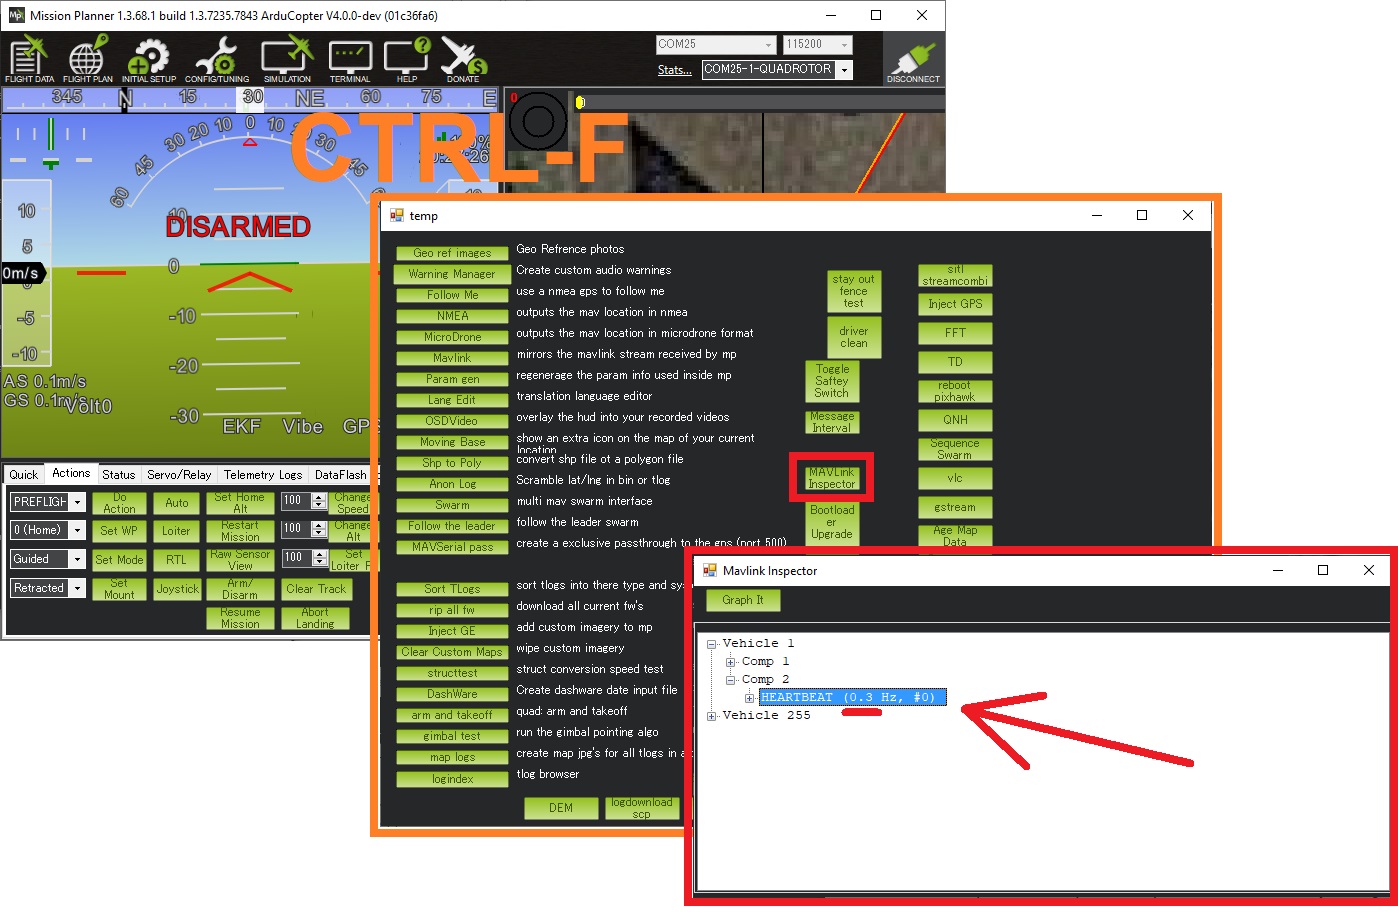 Mission Planner 1.3.68.1 build 1.3.7235.7843 ArduCopter V4.0.0-dev (01c36fa6)
FLIGHT DATA
FLIGHT PLAN
INITIAL SETUP
CONFIG/TUNING
SIMULATION
TERMINAL
HELP
DONATE
COM25
115200
Stats...
COM25-1-QUADROTOR
DISCONNECT
345 N 15 30 NE 60 75 E
0
CTRL-F
60 45 30 20 10 0 10 20 30 45
DISARMED
10
5
0m/s
-5
-10
10
0
-10
-20
-30
AS 0.1m/s
GS 0.1m/s
Volt0
EKF Vibe GPS
Quick
Actions
Status
Servo/Relay
Telemetry Logs
DataFlash
PREFLIGH
Do Action
Auto
Set Home Alt
100
Change Speed
0 (Home)
Set WP
Loiter
Restart Mission
100
Change Alt
Guided
Set Mode
RTL
Raw Sensor View
100
Set Loiter
Retracted
Set Mount
Joystick
Arm/ Disarm
Clear Track
Resume Mission
Abort Landing
temp
Geo ref images Geo Refrence photos
Warning Manager Create custom audio warnings
Follow Me use a nmea gps to follow me
NMEA outputs the mav location in nmea
MicroDrone outputs the mav location in microdrone format
Mavlink mirrors the mavlink stream received by mp
Param gen regenerage the param info used inside mp
Lang Edit translation language editor
OSDVideo overlay the hud into your recorded videos
Moving Base show an extra icon on the map of your current
location
Shp to Poly convert shp file ot a polygon file
Anon Log Scramble lat/lng in bin or tlog
Swarm multi mav swarm interface
Follow the leader follow the leader swarm
MAVSerial pass create a exclusive passthrough to the gps (port 500)
Sort TLogs sort tlogs into there type and sys
rip all fw download all current fw's
Inject GE add custom imagery to mp
Clear Custom Maps wipe custom imagery
structtest struct conversion speed test
DashWare Create dashware date input file
arm and takeoff quad: arm and takeoff
gimbal test run the gimbal pointing algo
map logs create map jpg's for all tlogs in a
logindex tlog browser
DEM
logdownload
scp
stay out
fence
test
driver
clean
Toggle
Saftey
Switch
Message
Interval
MAVLink
Inspector
Bootload
er
Upgrade
sitl
streamcombi
Inject GPS
FFT
TD
reboot
pixhawk
QNH
Sequence
Swarm
vlc
gstream
Age Map
Data
Mavlink Inspector
Graph It
Vehicle 1
Comp 1
Comp 2
HEARTBEAT (0.3 Hz, #0)
Vehicle 255